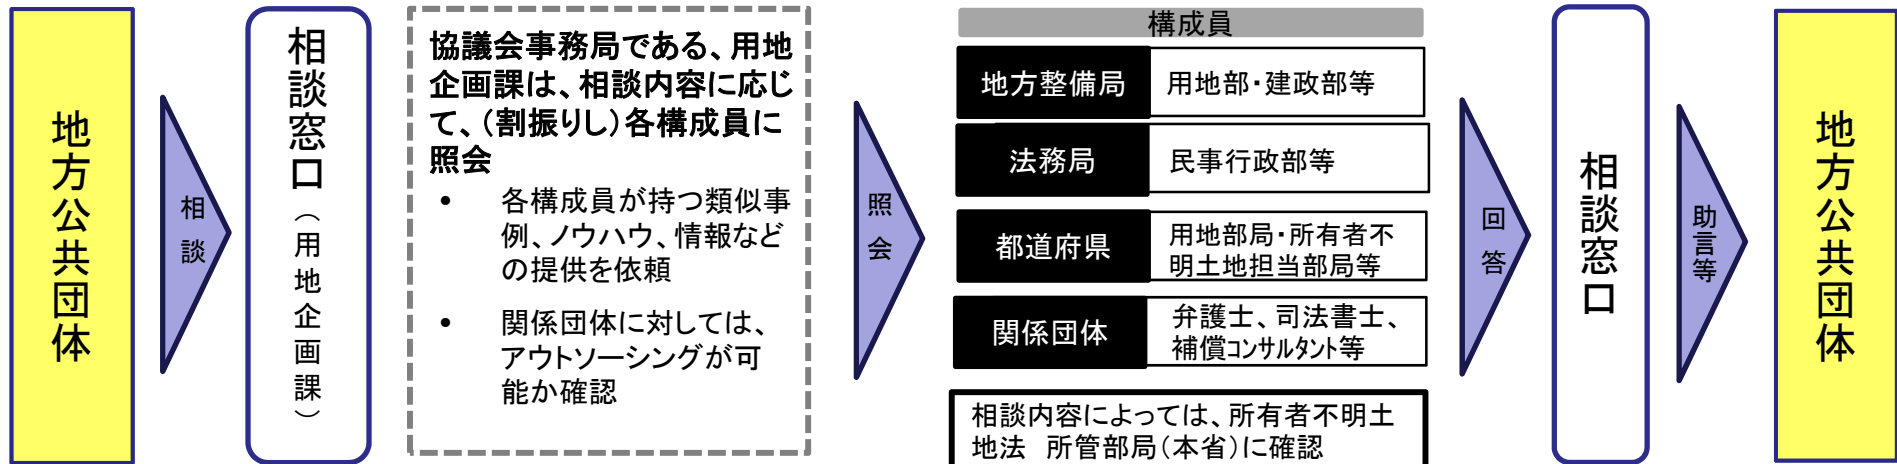 地方公共団体
相談
相談窓口(用地企画課)
協議会事務局である、用地
企画課は、相談内容に応じ
て、(割振りし)各構成員に
照会
• 各構成員が持つ類似事
例、ノウハウ、情報など
の提供を依頼
• 関係団体に対しては、
アウトソーシングが可
能か確認
照会
構成員
地方整備局
用地部・建政部等
法務局
民事行政部等
都道府県
用地部局・所有者不
明土地担当部局等
関係団体
弁護士、司法書士、
補償コンサルタント等
相談内容によっては、所有者不明土
地法 所管部局(本省)に確認
回答
相談窓口
助言等
地方公共団体